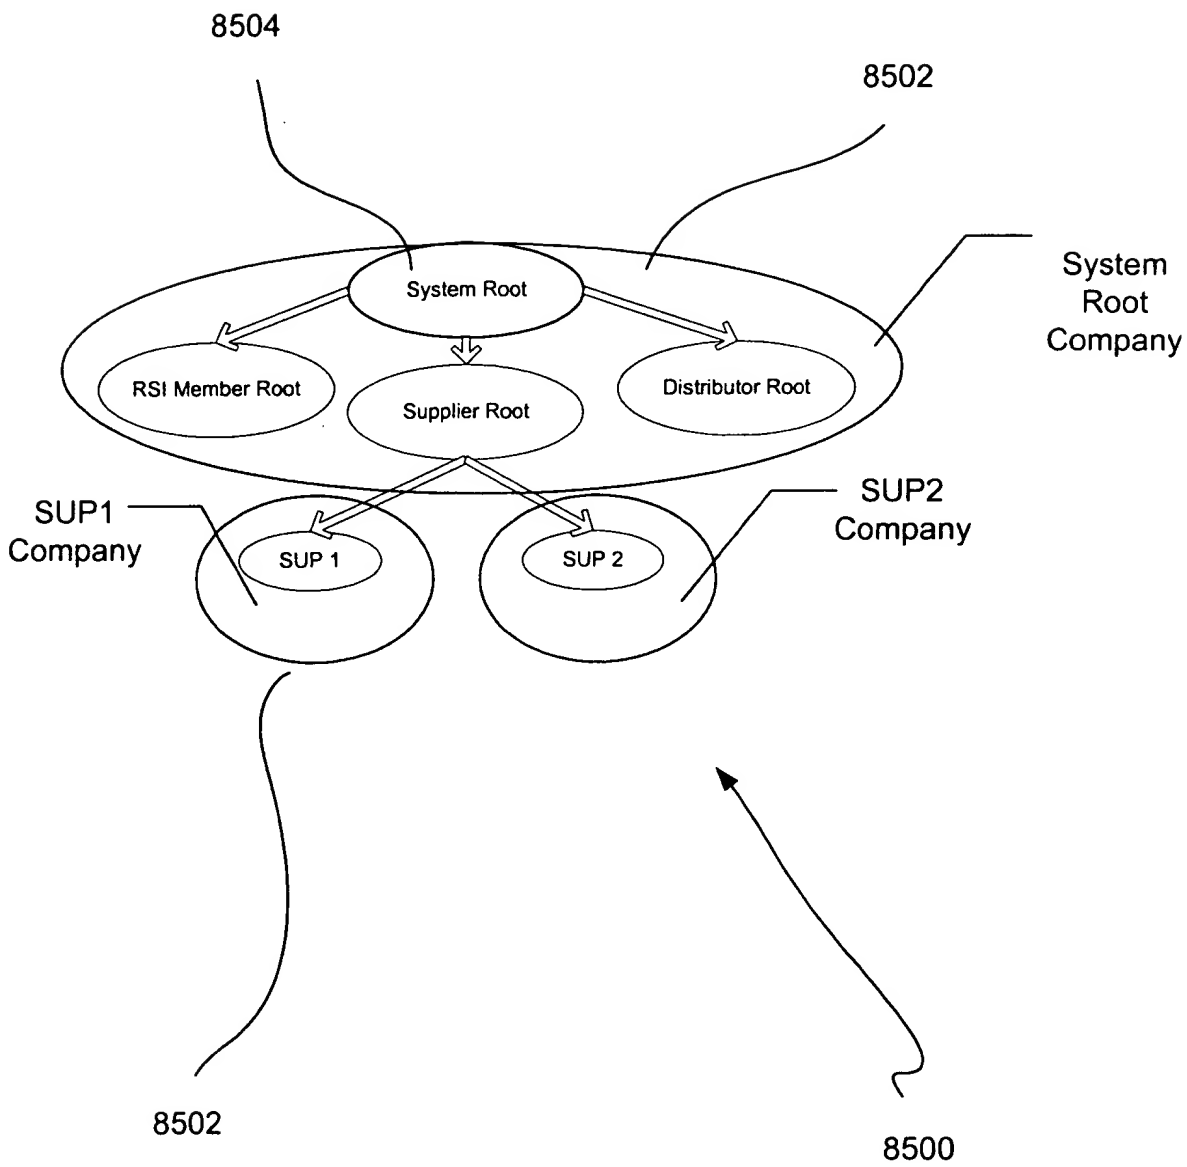 8504
8502
System Root
System
Root
Company
RSI Member Root
Supplier Root
Distributor Root
SUP1
Company
SUP2
Company
SUP 1
SUP 2
8502
8500